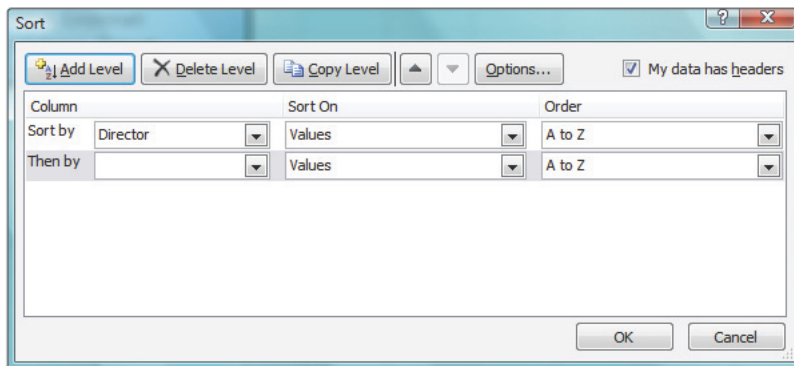 Sort
Add Level Delete Level Copy Level Options... My data has headers
Column Sort On Order
Sort by Director Values A to Z
Then by Values A to Z
OK Cancel